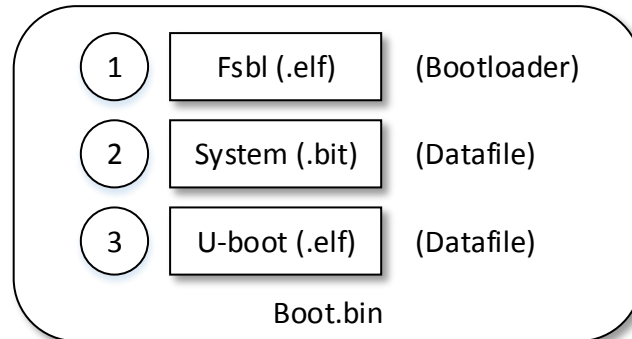 1 Fsbl (.elf) (Bootloader)
2 System (.bit) (Datafile)
3 U-boot (.elf) (Datafile)
Boot.bin